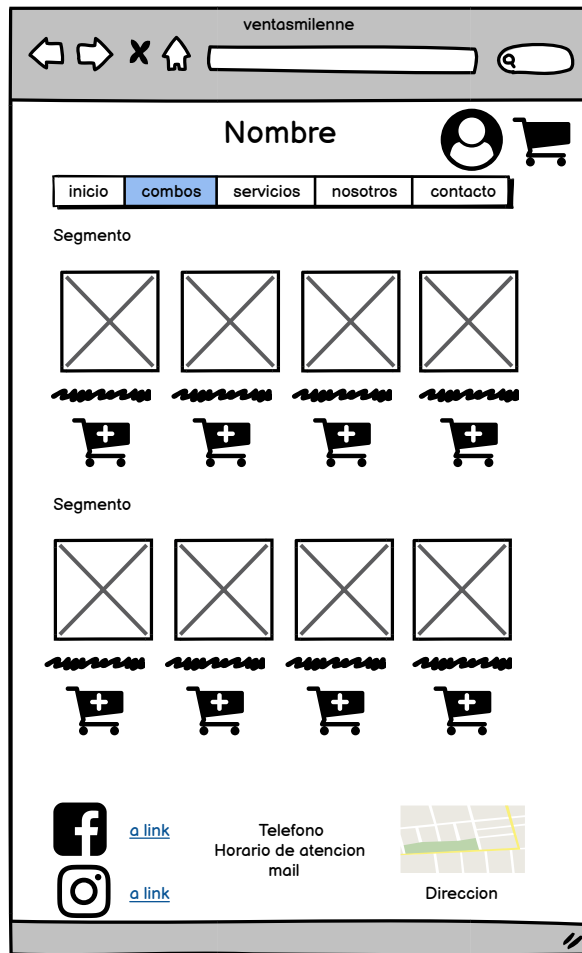 ventasmilenne
Nombre
inicio combos servicios nosotros contacto
Segmento
Segmento
a link
Telefono
Horario de atencion
mail
a link
Direccion